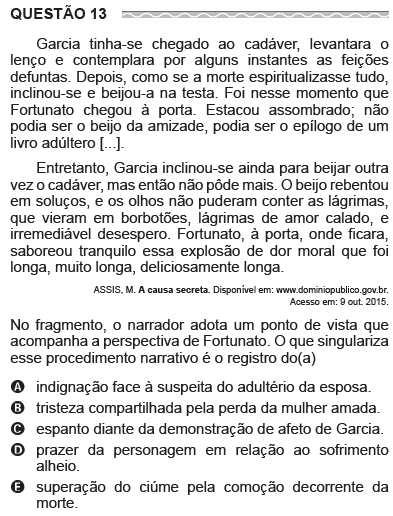 QUESTÃO 13
Garcia tinha-se chegado ao cadáver, levantara o
lenço e contemplara por alguns instantes as feições
defuntas. Depois, como se a morte espiritualizasse tudo,
inclinou-se e beijou-a na testa. Foi nesse momento que
Fortunato chegou à porta. Estacou assombrado; não
podia ser o beijo da amizade, podia ser o epílogo de um
livro adúltero [...].
Entretanto, Garcia inclinou-se ainda para beijar outra
vez o cadáver, mas então não pôde mais. O beijo rebentou
em soluços, e os olhos não puderam conter as lágrimas,
que vieram em borbotões, lágrimas de amor calado, e
irremediável desespero. Fortunato, à porta, onde ficara,
saboreou tranquilo essa explosão de dor moral que foi
longa, muito longa, deliciosamente longa.
ASSIS, M. A causa secreta. Disponível em: www.dominiopublico.gov.br.
Acesso em: 9 out. 2015.
No fragmento, o narrador adota um ponto de vista que
acompanha a perspectiva de Fortunato. O que singulariza
esse procedimento narrativo é o registro do(a)
A indignação face à suspeita do adultério da esposa.
B tristeza compartilhada pela perda da mulher amada.
C espanto diante da demonstração de afeto de Garcia.
D prazer da personagem em relação ao sofrimento
alheio.
E superação do ciúme pela comoção decorrente da
morte.